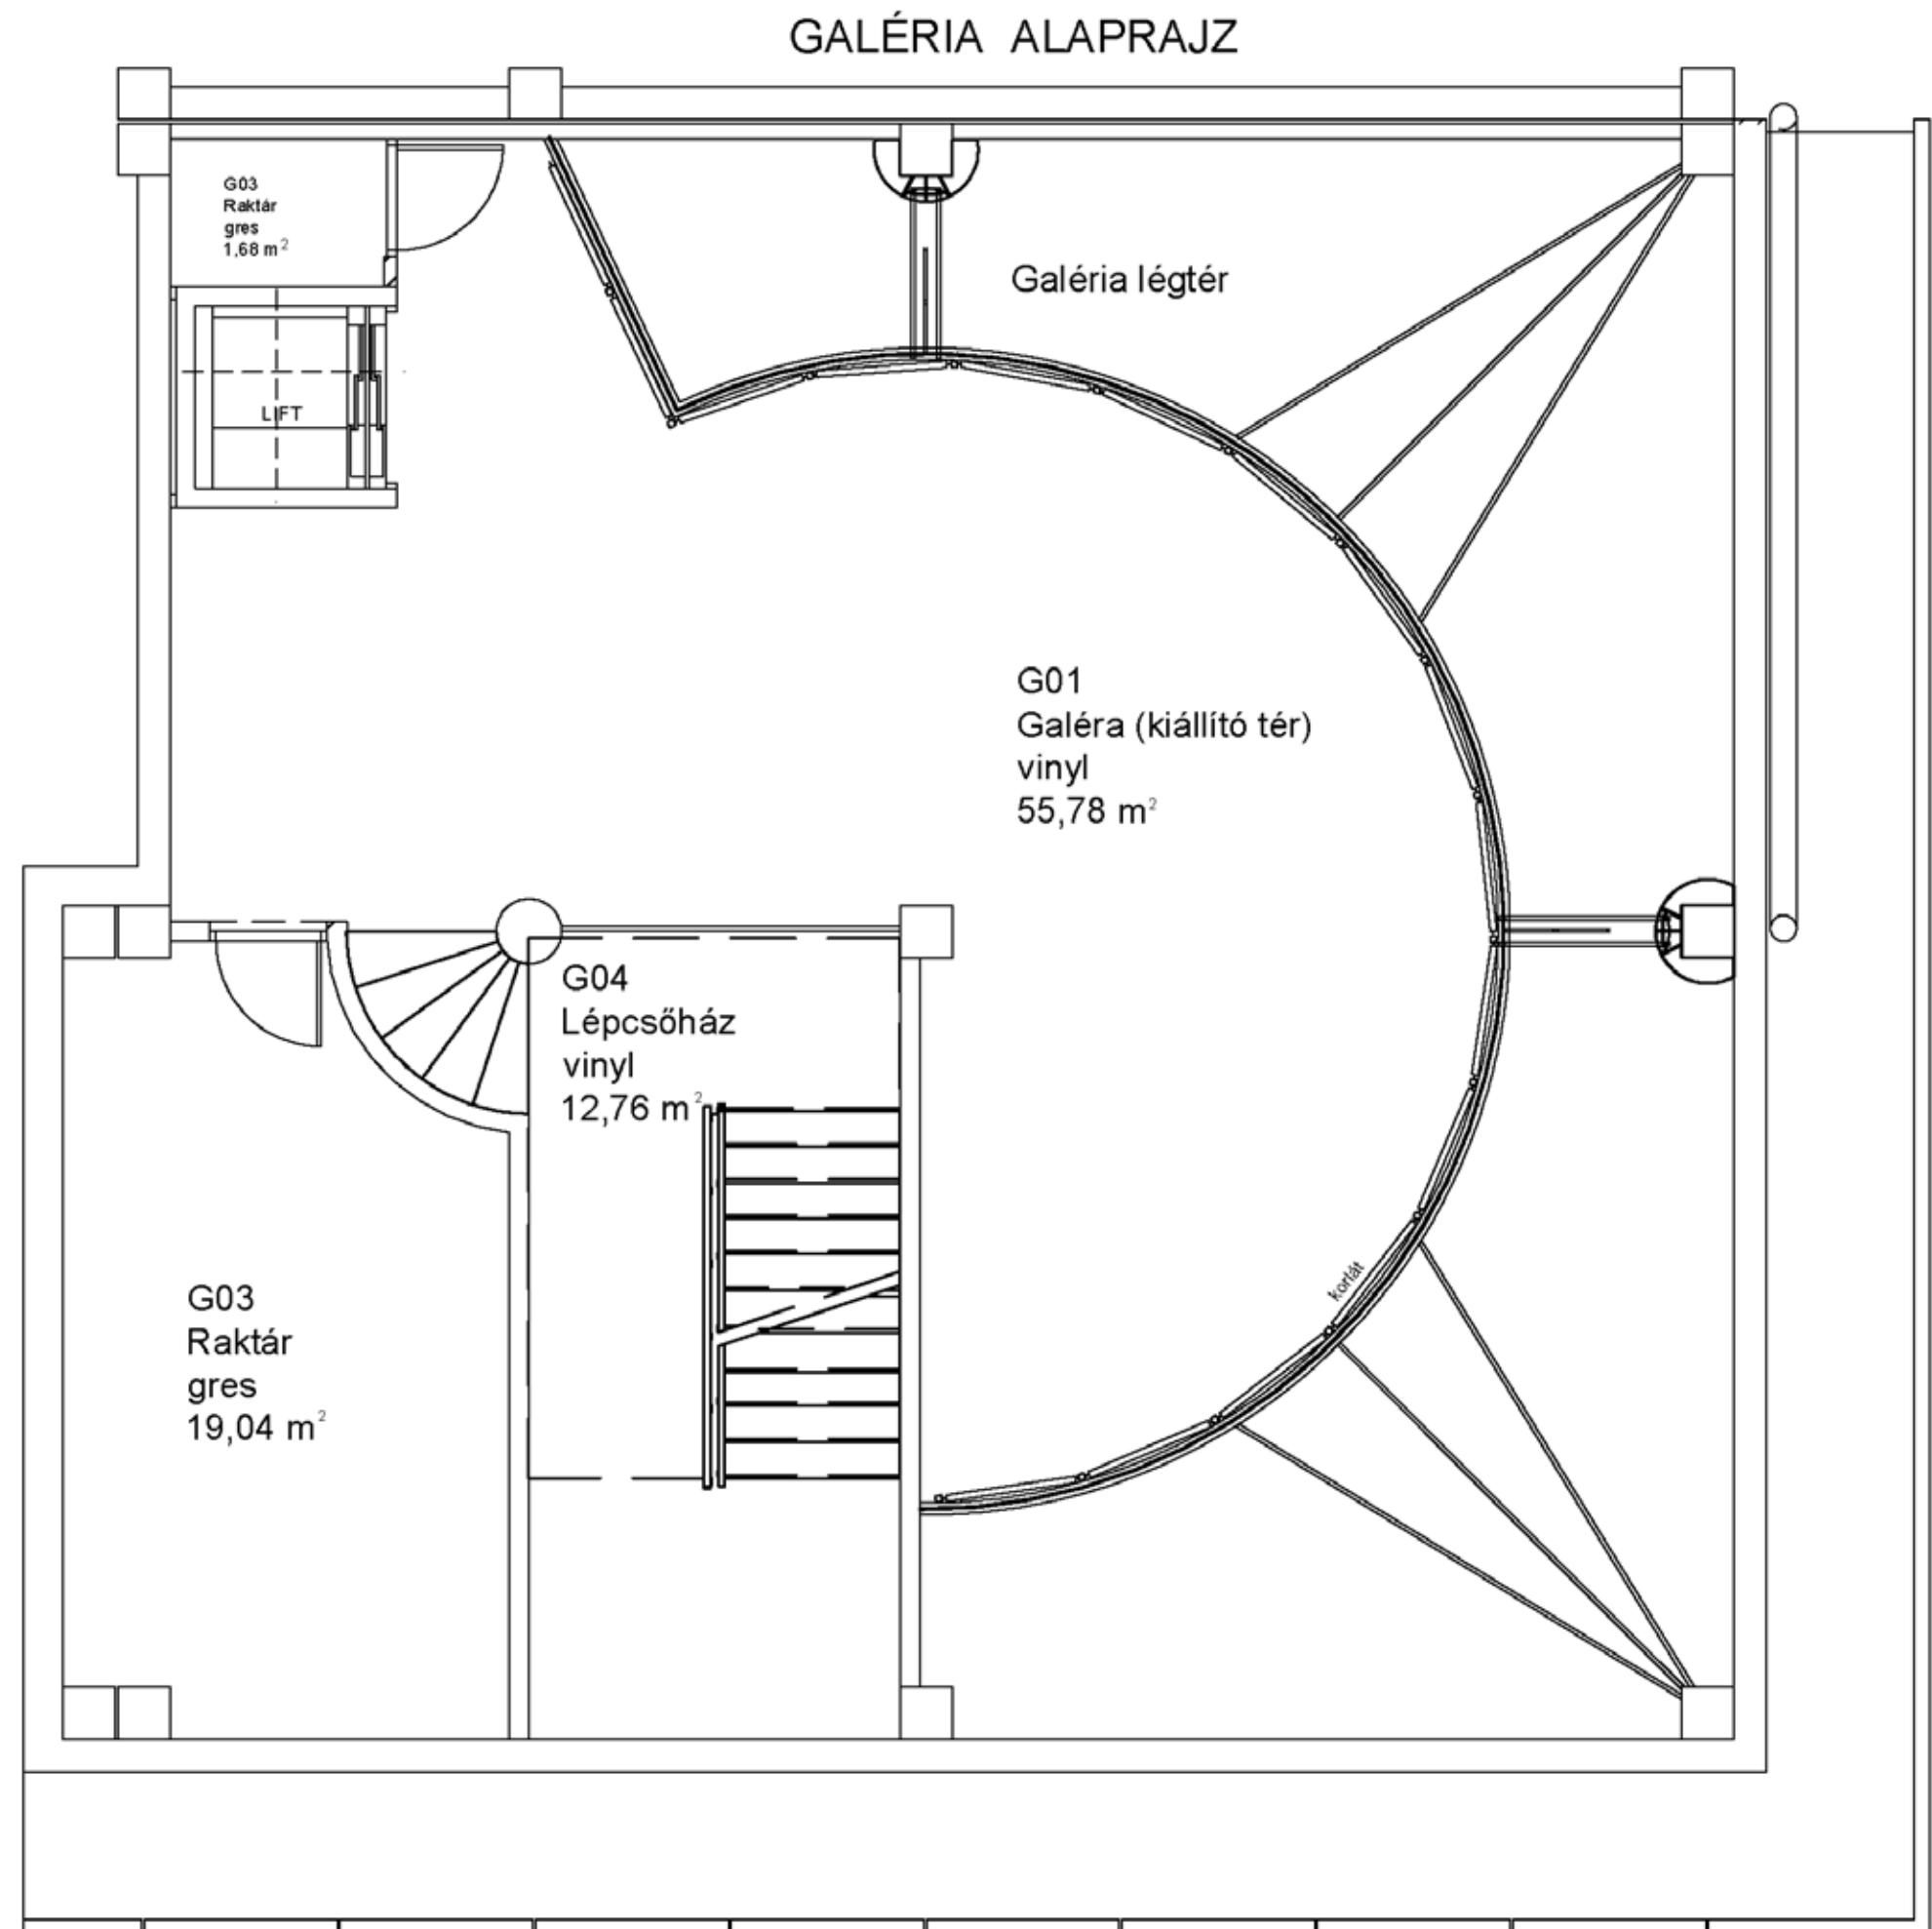 GALÉRIA ALAPRAJZ
G03
Raktár
gres
1,68 m²
Galéria légtér
LIFT
G01
Galéra (kiállító tér)
vinyl
55,78 m²
G04
Lépcsőház
vinyl
12,76 m²
korlát
G03
Raktár
gres
19,04 m²